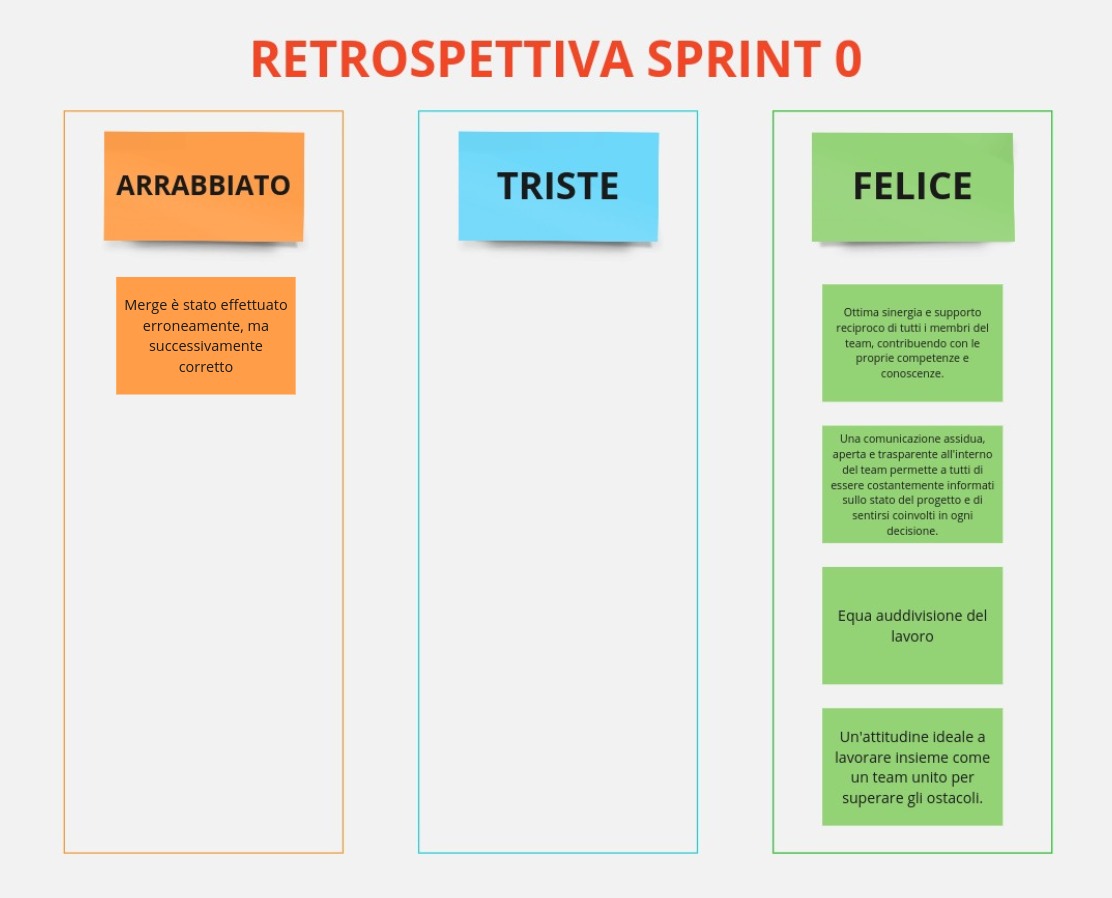 RETROSPETTIVA SPRINT 0
ARRABBIATO
Merge è stato effettuato
erroneamente, ma
successivamente
corretto
TRISTE
FELICE
Ottima sinergia e supporto
reciproco di tutti i membri del
team, contribuendo con le
proprie competenze e
conoscenze.
Una comunicazione assidua,
aperta e trasparente all'interno
del team permette a tutti di
essere costantemente informati
sullo stato del progetto e di
sentirsi coinvolti in ogni
decisione.
Equa auddivisione del
lavoro
Un'attitudine ideale a
lavorare insieme come
un team unito per
superare gli ostacoli.